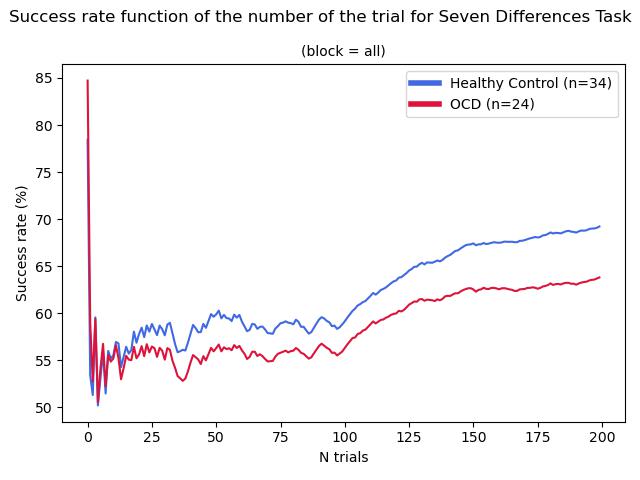 Success rate function of the number of the trial for Seven Differences Task
(block = all)
Healthy Control (n=34)
OCD (n=24)
Success rate (%)
85
80
75
70
65
60
55
50
0 25 50 75 100 125 150 175 200
N trials